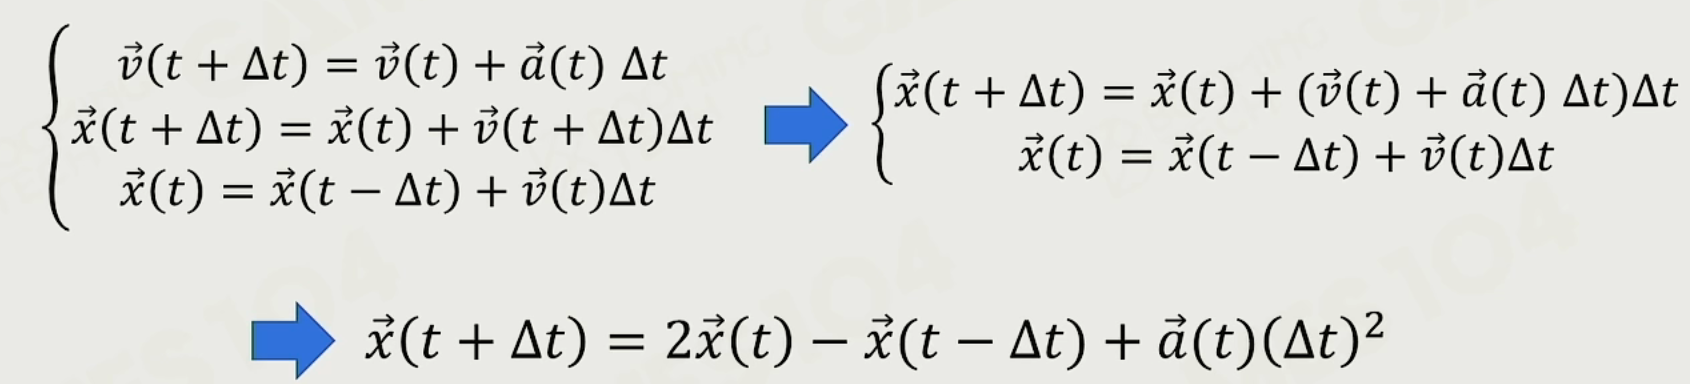 v⃗(t + Δt) = v⃗(t) + a⃗(t) Δt
x⃗(t + Δt) = x⃗(t) + v⃗(t + Δt)Δt
x⃗(t) = x⃗(t − Δt) + v⃗(t)Δt
x⃗(t + Δt) = x⃗(t) + (v⃗(t) + a⃗(t) Δt)Δt
x⃗(t) = x⃗(t − Δt) + v⃗(t)Δt
x⃗(t + Δt) = 2x⃗(t) − x⃗(t − Δt) + a⃗(t)(Δt)²